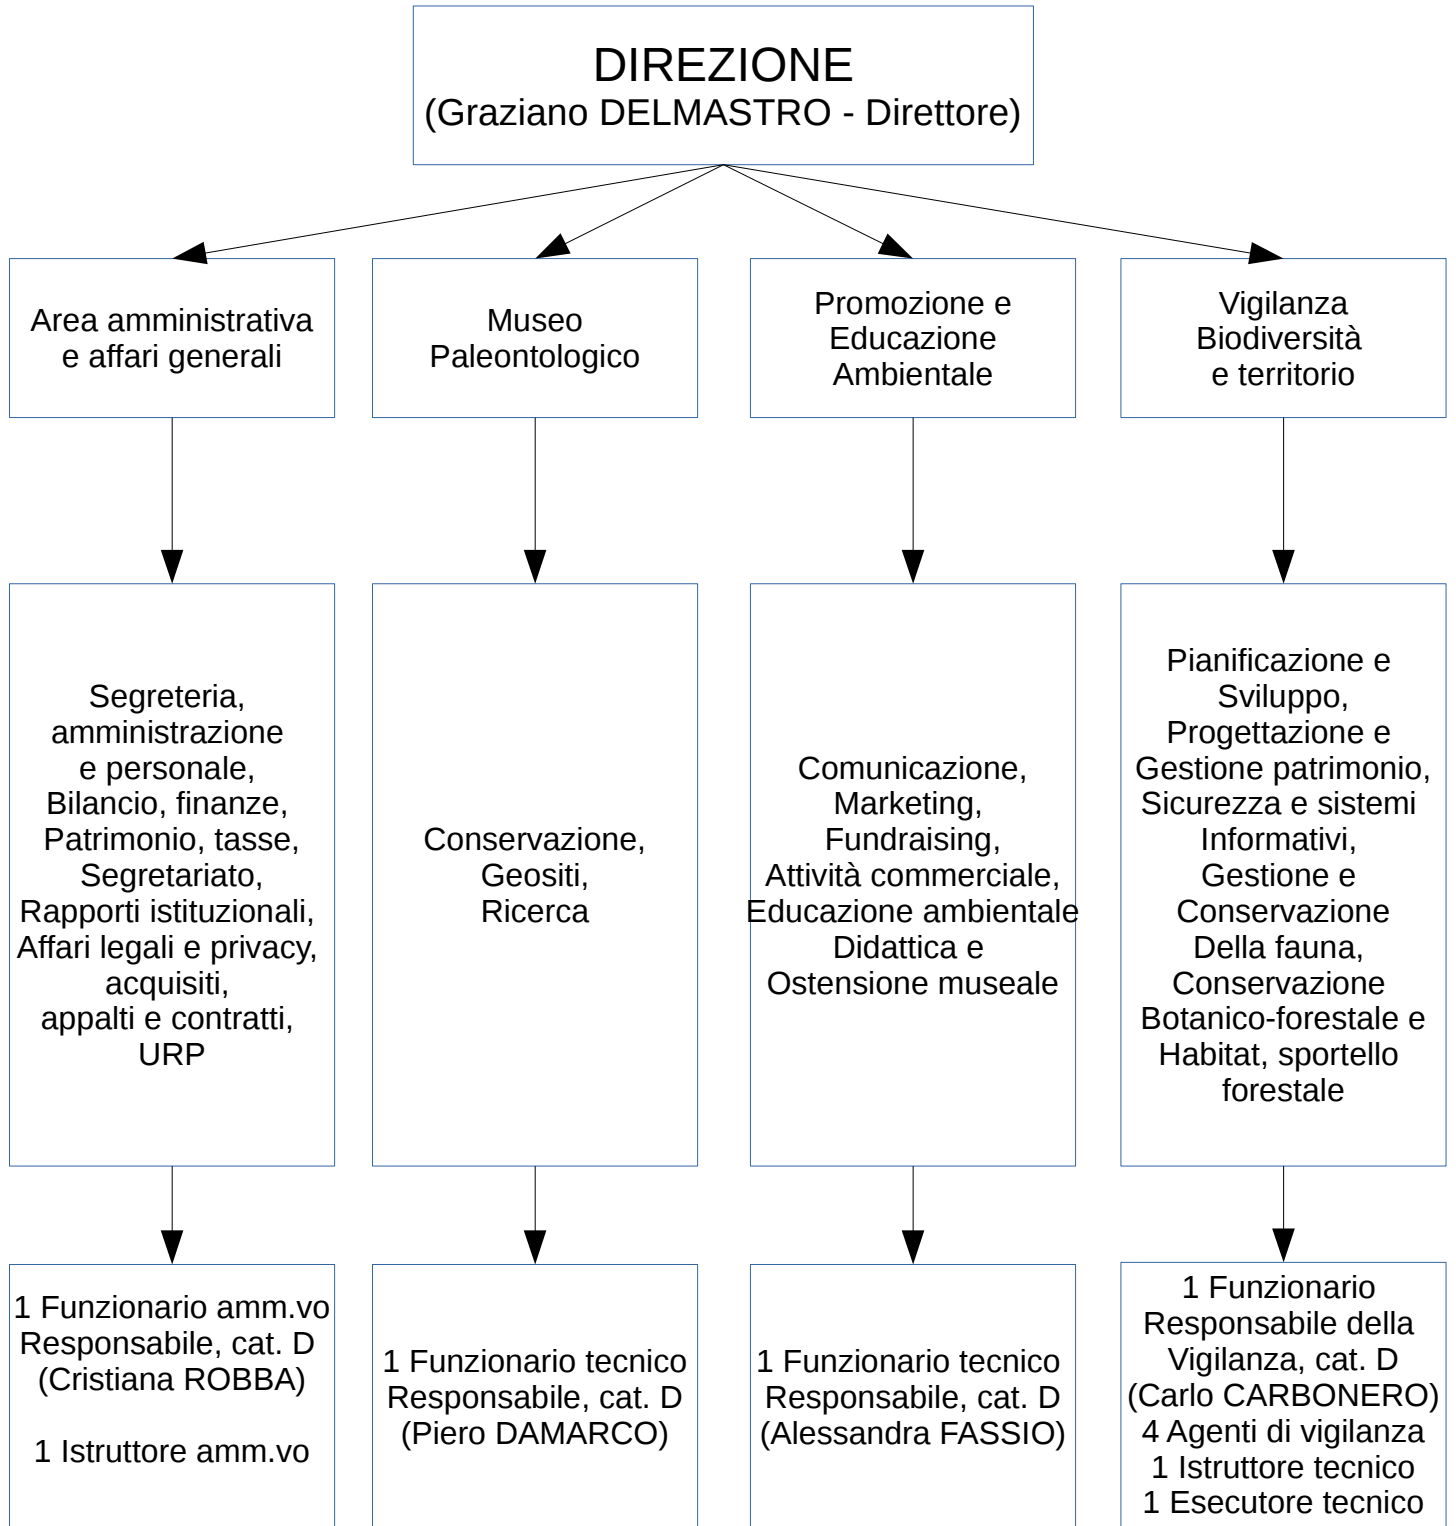 DIREZIONE
(Graziano DELMASTRO - Direttore)
Area amministrativa
e affari generali
Museo
Paleontologico
Promozione e
Educazione
Ambientale
Vigilanza
Biodiversità
e territorio
Segreteria,
amministrazione
e personale,
Bilancio, finanze,
Patrimonio, tasse,
Segretariato,
Rapporti istituzionali,
Affari legali e privacy,
acquisiti,
appalti e contratti,
URP
Conservazione,
Geositi,
Ricerca
Comunicazione,
Marketing,
Fundraising,
Attività commerciale,
Educazione ambientale
Didattica e
Ostensione museale
Pianificazione e
Sviluppo,
Progettazione e
Gestione patrimonio,
Sicurezza e sistemi
Informativi,
Gestione e
Conservazione
Della fauna,
Conservazione
Botanico-forestale e
Habitat, sportello
forestale
1 Funzionario amm.vo
Responsabile, cat. D
(Cristiana ROBBA)
1 Istruttore amm.vo
1 Funzionario tecnico
Responsabile, cat. D
(Piero DAMARCO)
1 Funzionario tecnico
Responsabile, cat. D
(Alessandra FASSIO)
1 Funzionario
Responsabile della
Vigilanza, cat. D
(Carlo CARBONERO)
4 Agenti di vigilanza
1 Istruttore tecnico
1 Esecutore tecnico